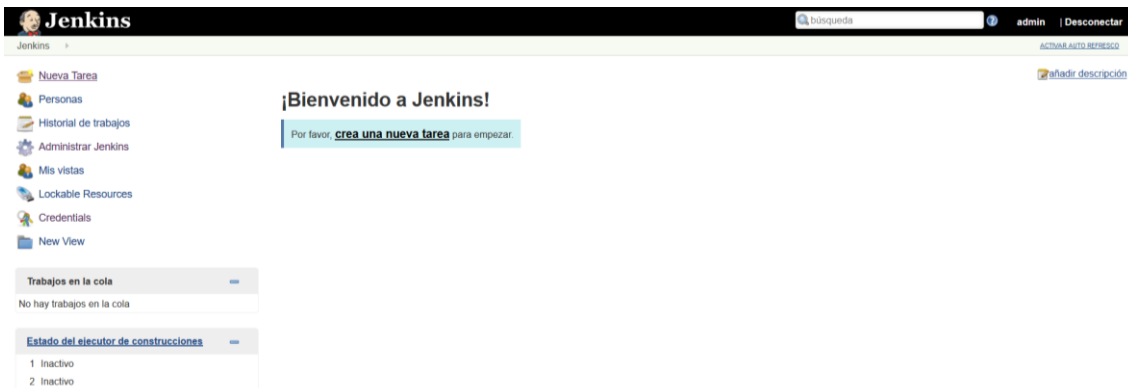 Jenkins
búsqueda
admin | Desconectar
Jenkins
ACTIVAR AUTO REFRESCO
Nueva Tarea
Personas
Historial de trabajos
Administrar Jenkins
Mis vistas
Lockable Resources
Credentials
New View
añadir descripción
¡Bienvenido a Jenkins!
Por favor, crea una nueva tarea para empezar.
Trabajos en la cola
No hay trabajos en la cola
Estado del ejecutor de construcciones
1 Inactivo
2 Inactivo